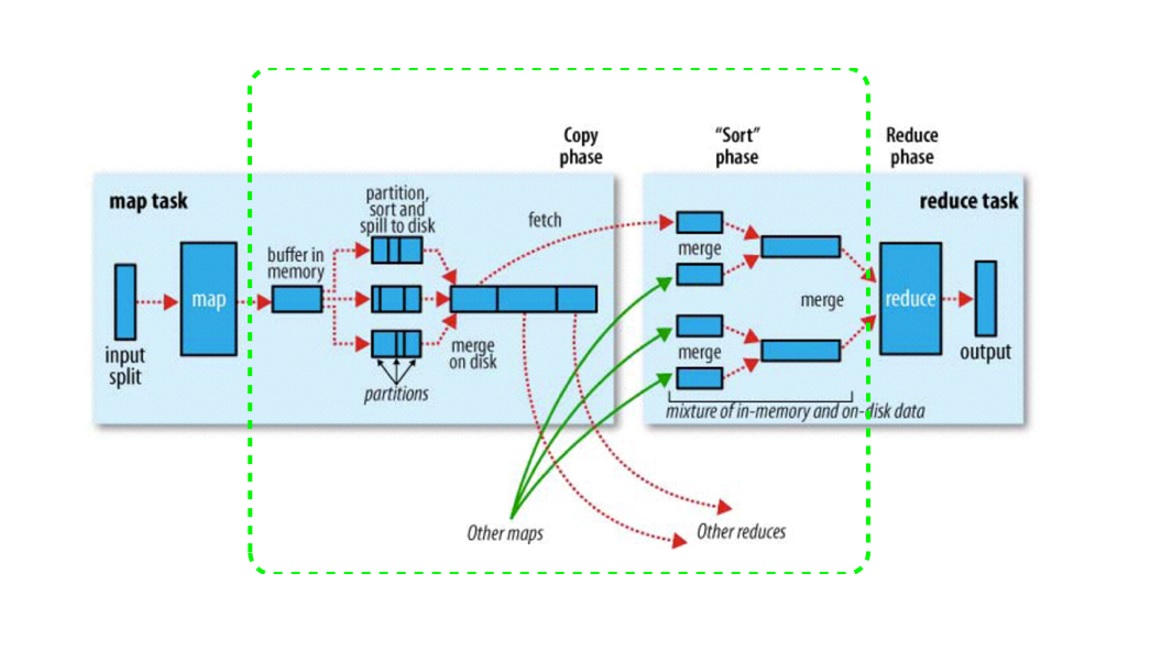 Copy
phase
"Sort"
phase
Reduce
phase
map task
reduce task
partition,
sort and
spill to disk
fetch
buffer in
memory
merge
map
merge
reduce
input
split
merge
on disk
merge
output
partitions
mixture of in-memory and on-disk data
Other maps
Other reduces